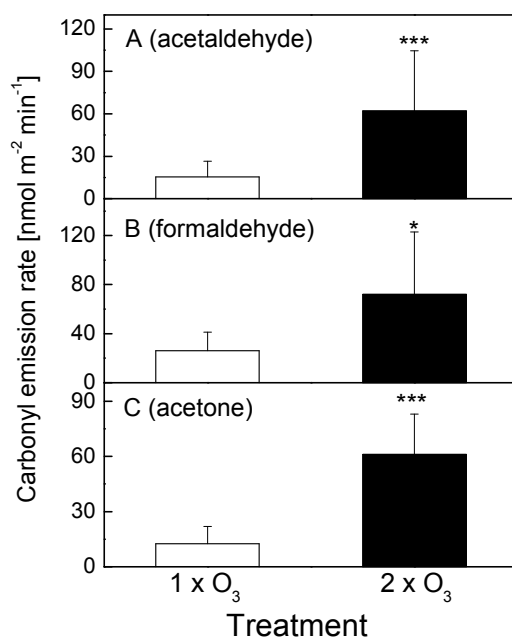 Carbonyl emission rate [nmol m⁻² min⁻¹]
A (acetaldehyde)
***
120
90
60
30
0
B (formaldehyde)
*
120
80
40
0
C (acetone)
***
90
60
30
0
1 x O₃ 2 x O₃
Treatment